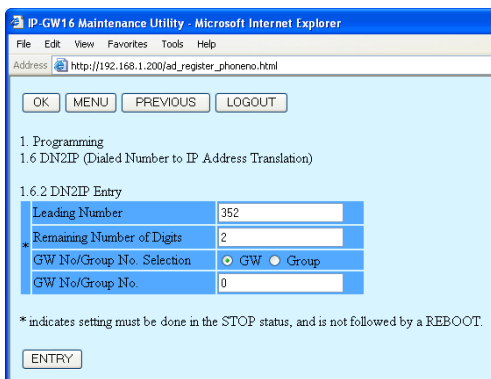 IP-GW16 Maintenance Utility - Microsoft Internet Explorer
File Edit View Favorites Tools Help
Address http://192.168.1.200/ad_register_phoneno.html
OK MENU PREVIOUS LOGOUT
1. Programming
1.6 DN2IP (Dialed Number to IP Address Translation)
1.6.2 DN2IP Entry
Leading Number 352
* Remaining Number of Digits 2
GW No/Group No. Selection GW Group
GW No/Group No. 0
* indicates setting must be done in the STOP status, and is not followed by a REBOOT.
ENTRY